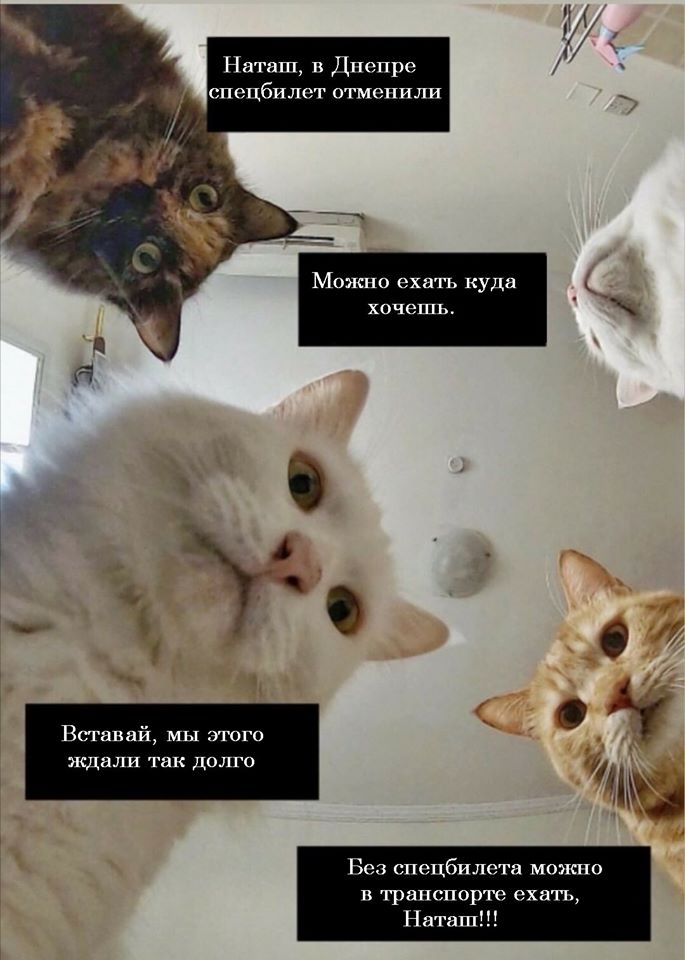 Наташ, в Днепре
спецбилет отменили
Можно ехать куда
хочешь.
Вставай, мы этого
ждали так долго
Без спецбилета можно
в транспорте ехать,
Наташ!!!